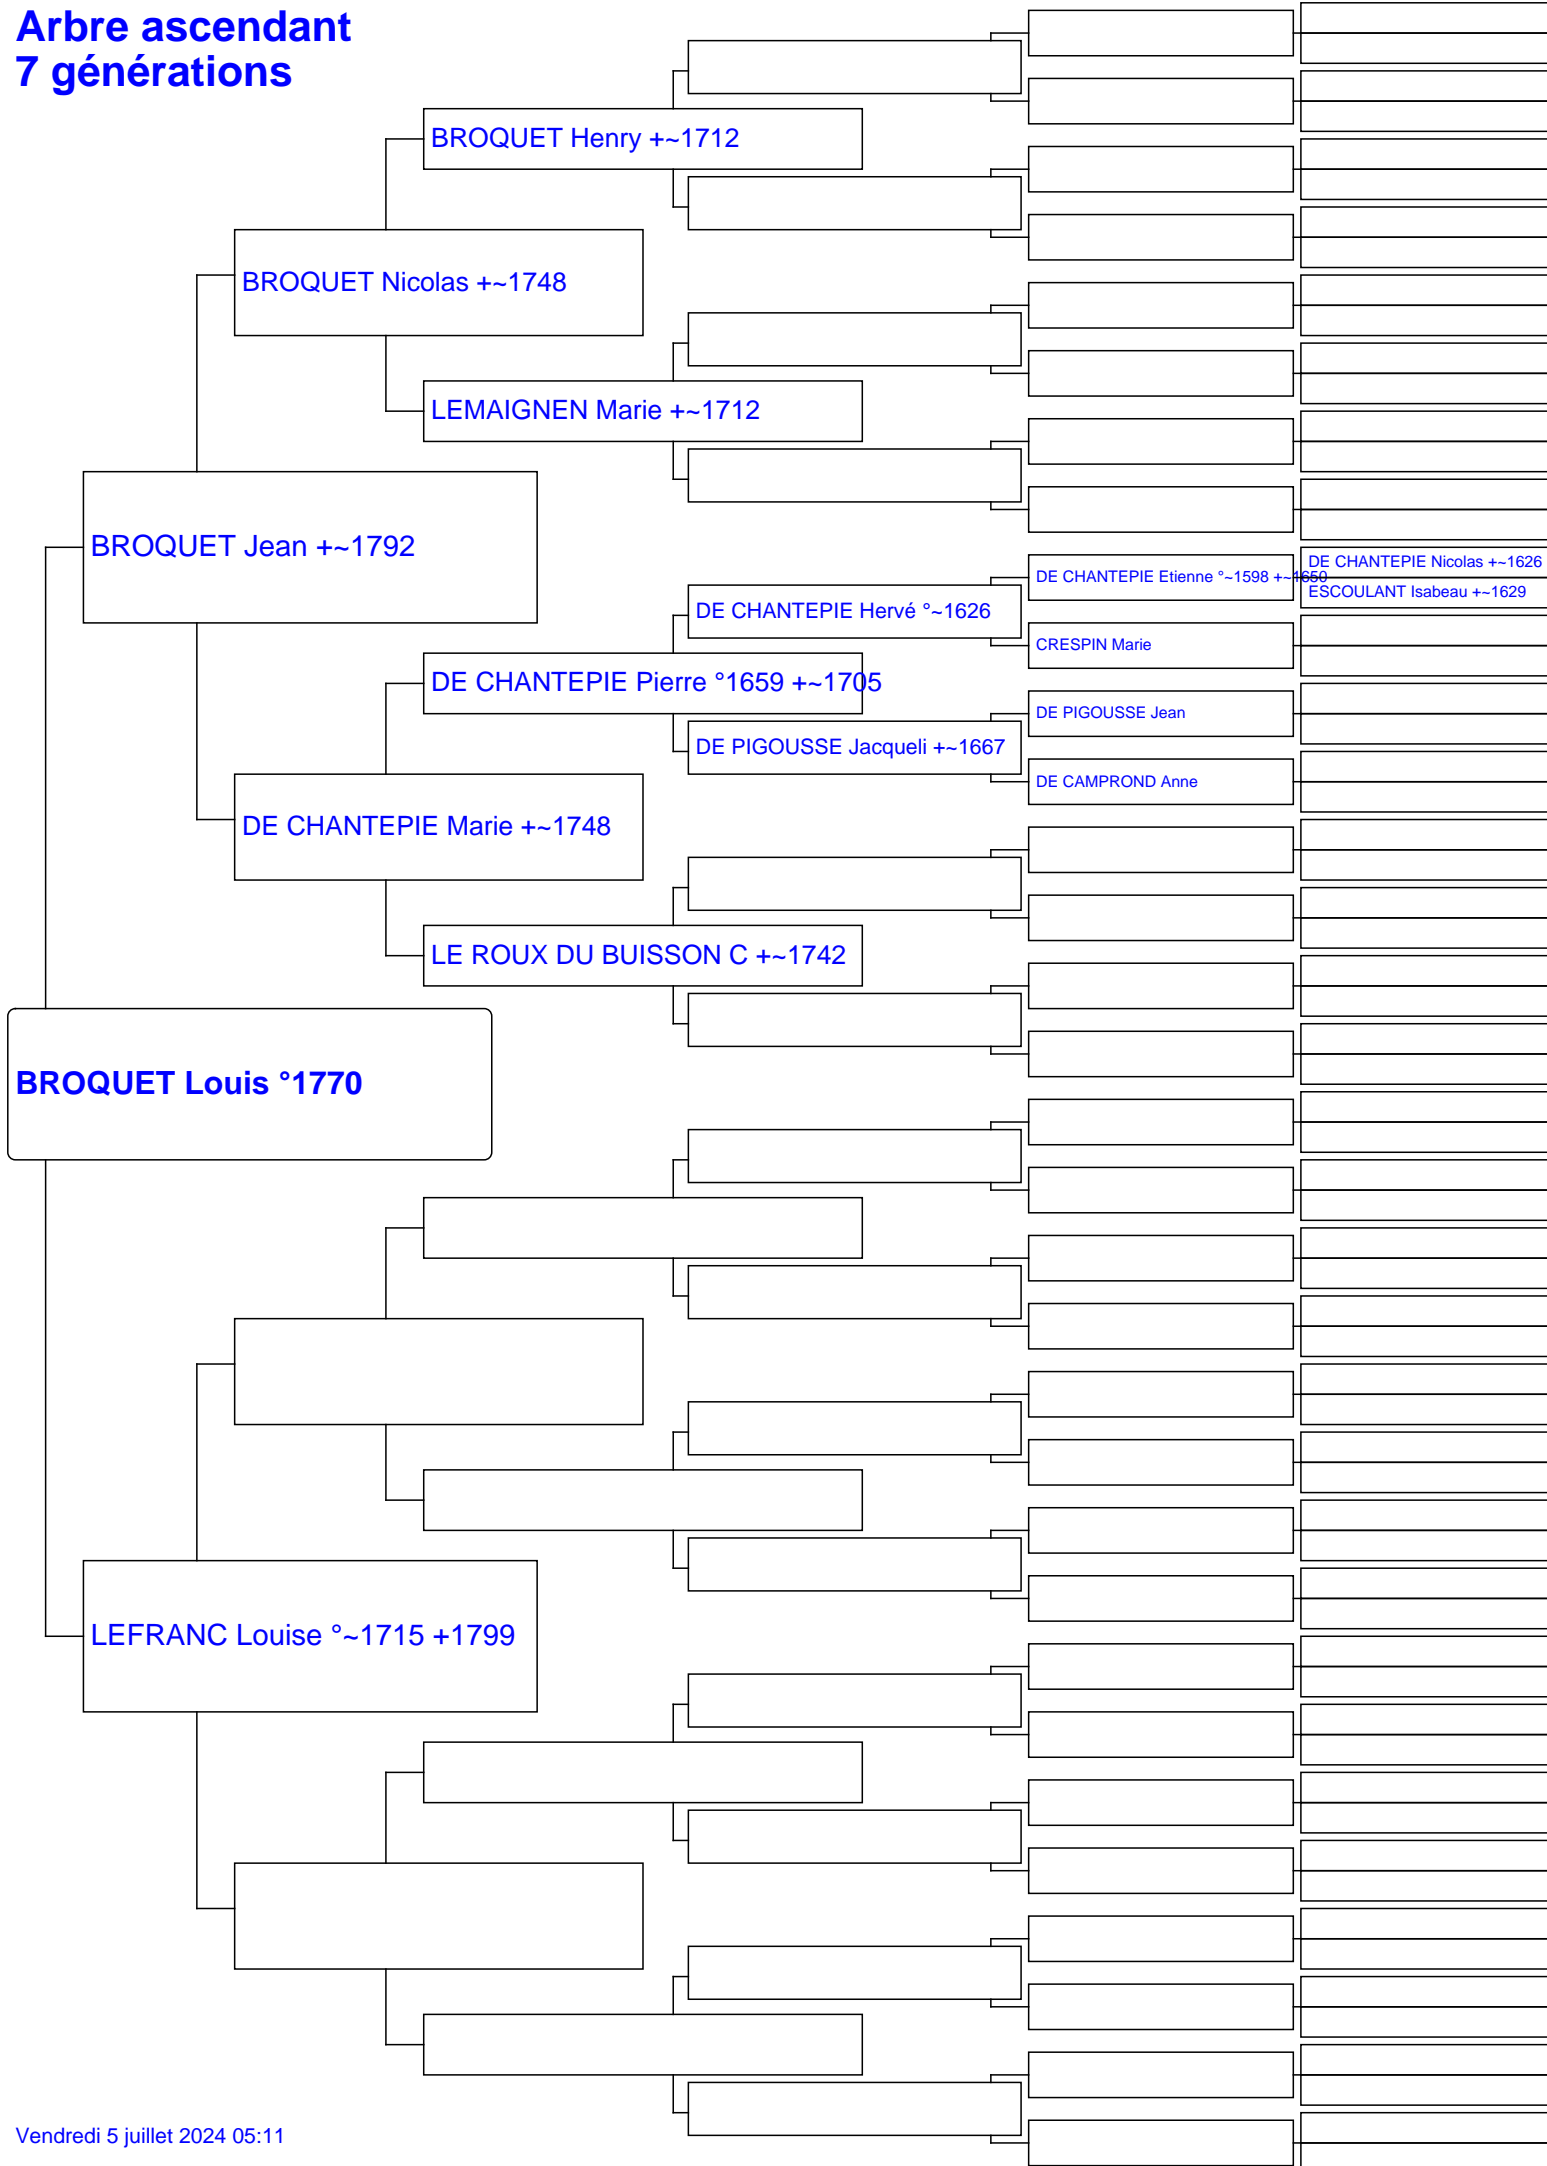 Arbre ascendant
7 générations
BROQUET Henry +~1712
BROQUET Nicolas +~1748
LEMAIGNEN Marie +~1712
BROQUET Jean +~1792
DE CHANTEPIE Etienne °~1598 +~1650
DE CHANTEPIE Nicolas +~1626
ESCOULANT Isabeau +~1629
DE CHANTEPIE Hervé °~1626
CRESPIN Marie
DE CHANTEPIE Pierre °1659 +~1705
DE PIGOUSSE Jean
DE PIGOUSSE Jacqueli +~1667
DE CAMPROND Anne
DE CHANTEPIE Marie +~1748
LE ROUX DU BUISSON C +~1742
BROQUET Louis °1770
LEFRANC Louise °~1715 +1799
Vendredi 5 juillet 2024 05:11